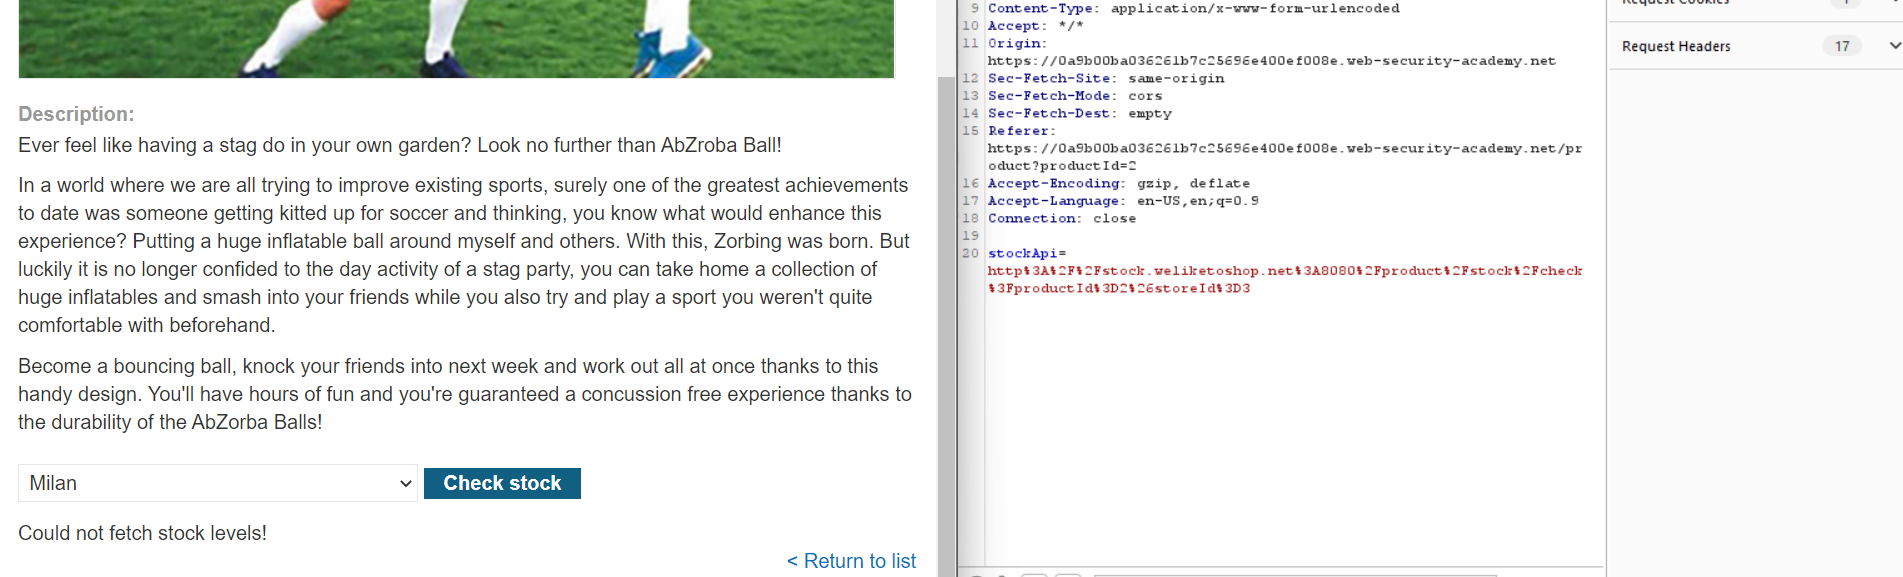 Description:
Ever feel like having a stag do in your own garden? Look no further than AbZroba Ball!
In a world where we are all trying to improve existing sports, surely one of the greatest achievements
to date was someone getting kitted up for soccer and thinking, you know what would enhance this
experience? Putting a huge inflatable ball around myself and others. With this, Zorbing was born. But
luckily it is no longer confided to the day activity of a stag party, you can take home a collection of
huge inflatables and smash into your friends while you also try and play a sport you weren't quite
comfortable with beforehand.
Become a bouncing ball, knock your friends into next week and work out all at once thanks to this
handy design. You'll have hours of fun and you're guaranteed a concussion free experience thanks to
the durability of the AbZorba Balls!
Milan
Check stock
Could not fetch stock levels!
< Return to list
9 Content-Type: application/x-www-form-urlencoded
10 Accept: */*
11 Origin:
https://0a9b00ba036261b7c25696e400ef008e.web-security-academy.net
12 Sec-Fetch-Site: same-origin
13 Sec-Fetch-Mode: cors
14 Sec-Fetch-Dest: empty
15 Referer:
https://0a9b00ba036261b7c25696e400ef008e.web-security-academy.net/pr
oduct?productId=2
16 Accept-Encoding: gzip, deflate
17 Accept-Language: en-US,en;q=0.9
18 Connection: close
19
20 stockApi=
http%3A%2F%2Fstock.weliketoshop.net%3A8080%2Fproduct%2Fstock%2Fcheck
%3FproductId%3D2%26storeId%3D3
Request Cookies
Request Headers 17